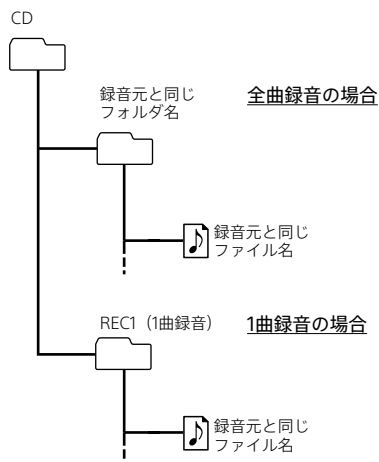 CD
録音元と同じ
フォルダ名
全曲録音の場合
録音元と同じ
ファイル名
REC1（1曲録音）
1曲録音の場合
録音元と同じ
ファイル名